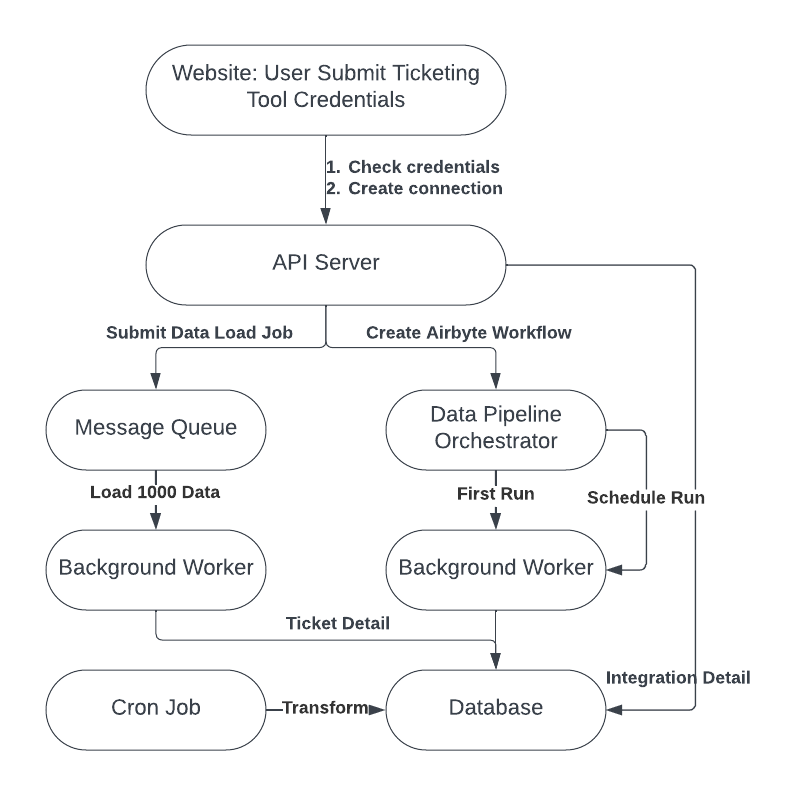 Website: User Submit Ticketing
Tool Credentials
1. Check credentials
2. Create connection
API Server
Submit Data Load Job
Create Airbyte Workflow
Message Queue
Data Pipeline
Orchestrator
Load 1000 Data
First Run
Schedule Run
Background Worker
Background Worker
Ticket Detail
Integration Detail
Cron Job
Transform
Database